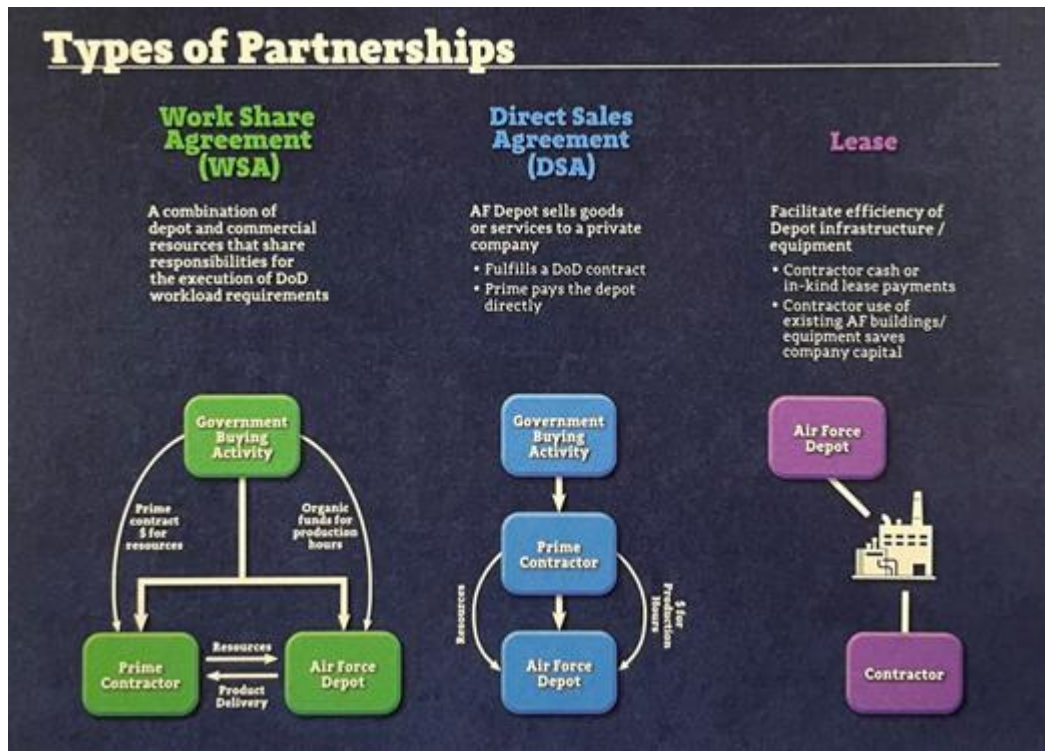 Types of Partnerships
Work Share
Agreement
(WSA)
A combination of
depot and commercial
resources that share
responsibilities for
the execution of DoD
workload requirements
Government
Buying
Activity
Prime
contract
$ for
resources
Organic
funds for
production
hours
Prime
Contractor
Resources
Product
Delivery
Air Force
Depot
Direct Sales
Agreement
(DSA)
AF Depot sells goods
or services to a private
company
• Fulfills a DoD contract
• Prime pays the depot
directly
Government
Buying
Activity
Prime
Contractor
Resources
$ for
Production
Hours
Air Force
Depot
Lease
Facilitate efficiency of
Depot infrastructure /
equipment
• Contractor cash or
in-kind lease payments
• Contractor use of
existing AF buildings/
equipment saves
company capital
Air Force
Depot
Contractor